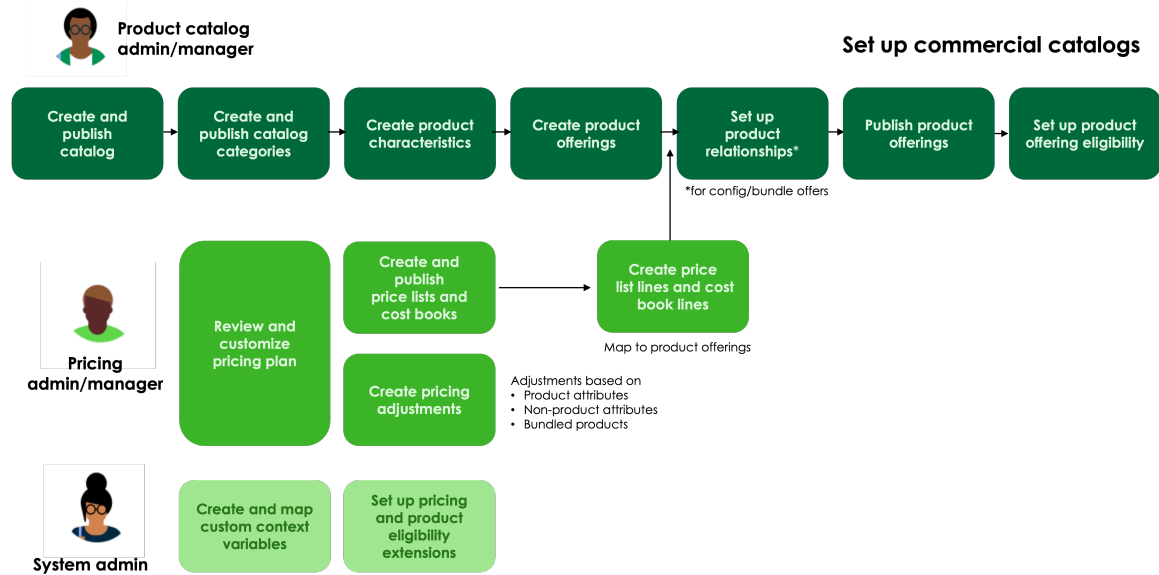 Product catalog
admin/manager
Set up commercial catalogs
Create and
publish
catalog
Create and
publish catalog
categories
Create product
characteristics
Create product
offerings
Set up
product
relationships*
Publish product
offerings
Set up product
offering eligibility
*for config/bundle offers
Pricing
admin/manager
Review and
customize
pricing plan
Create and
publish
price lists and
cost books
Create price
list lines and cost
book lines
Map to product offerings
Create pricing
adjustments
Adjustments based on
• Product attributes
• Non-product attributes
• Bundled products
System admin
Create and map
custom context
variables
Set up pricing
and product
eligibility
extensions